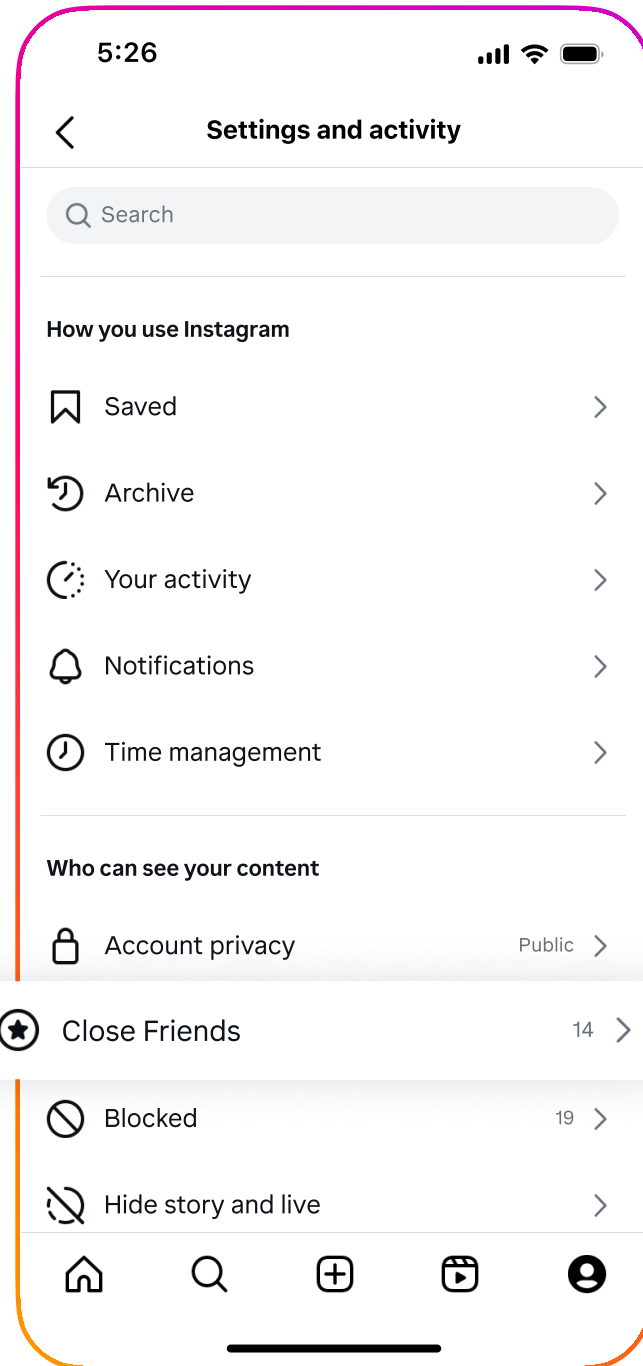 5:26
Settings and activity
Search
How you use Instagram
Saved
Archive
Your activity
Notifications
Time management
Who can see your content
Account privacy Public
Close Friends 14
Blocked 19
Hide story and live